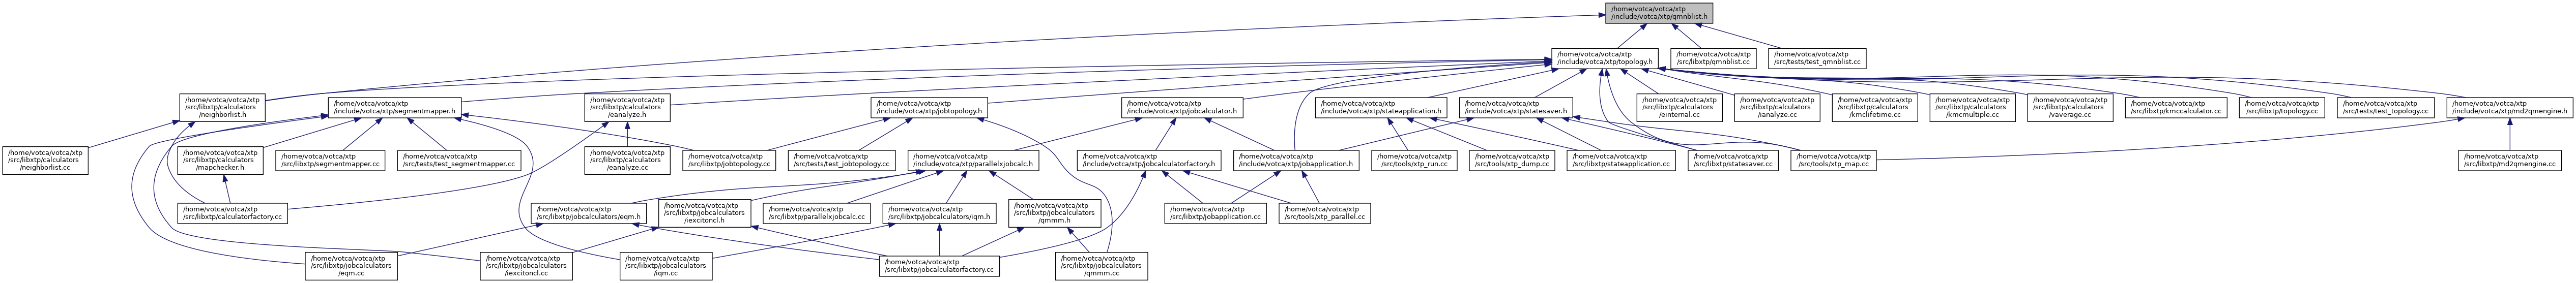 /home/votca/votca/xtp
/include/votca/xtp/qmnblist.h
/home/votca/votca/xtp
/include/votca/xtp/topology.h
/home/votca/votca/xtp
/src/libxtp/qmnblist.cc
/home/votca/votca/xtp
/src/tests/test_qmnblist.cc
/home/votca/votca/xtp
/src/libxtp/calculators
/neighborlist.h
/home/votca/votca/xtp
/include/votca/xtp/segmentmapper.h
/home/votca/votca/xtp
/src/libxtp/calculators
/eanalyze.h
/home/votca/votca/xtp
/include/votca/xtp/jobtopology.h
/home/votca/votca/xtp
/include/votca/xtp/jobcalculator.h
/home/votca/votca/xtp
/include/votca/xtp/stateapplication.h
/home/votca/votca/xtp
/include/votca/xtp/statesaver.h
/home/votca/votca/xtp
/src/libxtp/calculators
/einternal.cc
/home/votca/votca/xtp
/src/libxtp/calculators
/ianalyze.cc
/home/votca/votca/xtp
/src/libxtp/calculators
/kmclifetime.cc
/home/votca/votca/xtp
/src/libxtp/calculators
/kmcmultiple.cc
/home/votca/votca/xtp
/src/libxtp/calculators
/vaverage.cc
/home/votca/votca/xtp
/src/libxtp/kmccalculator.cc
/home/votca/votca/xtp
/src/libxtp/topology.cc
/home/votca/votca/xtp
/src/tests/test_topology.cc
/home/votca/votca/xtp
/include/votca/xtp/md2qmengine.h
/home/votca/votca/xtp
/src/libxtp/calculators
/neighborlist.cc
/home/votca/votca/xtp
/src/libxtp/calculators
/mapchecker.h
/home/votca/votca/xtp
/src/libxtp/segmentmapper.cc
/home/votca/votca/xtp
/src/tests/test_segmentmapper.cc
/home/votca/votca/xtp
/src/libxtp/calculators
/eanalyze.cc
/home/votca/votca/xtp
/src/libxtp/jobtopology.cc
/home/votca/votca/xtp
/src/tests/test_jobtopology.cc
/home/votca/votca/xtp
/include/votca/xtp/parallelxjobcalc.h
/home/votca/votca/xtp
/include/votca/xtp/jobcalculatorfactory.h
/home/votca/votca/xtp
/include/votca/xtp/jobapplication.h
/home/votca/votca/xtp
/src/tools/xtp_run.cc
/home/votca/votca/xtp
/src/tools/xtp_dump.cc
/home/votca/votca/xtp
/src/libxtp/stateapplication.cc
/home/votca/votca/xtp
/src/libxtp/statesaver.cc
/home/votca/votca/xtp
/src/tools/xtp_map.cc
/home/votca/votca/xtp
/src/libxtp/md2qmengine.cc
/home/votca/votca/xtp
/src/libxtp/calculatorfactory.cc
/home/votca/votca/xtp
/src/libxtp/jobcalculators/eqm.h
/home/votca/votca/xtp
/src/libxtp/jobcalculators
/iexcitoncl.h
/home/votca/votca/xtp
/src/libxtp/parallelxjobcalc.cc
/home/votca/votca/xtp
/src/libxtp/jobcalculators/iqm.h
/home/votca/votca/xtp
/src/libxtp/jobcalculators
/qmmm.h
/home/votca/votca/xtp
/src/libxtp/jobapplication.cc
/home/votca/votca/xtp
/src/tools/xtp_parallel.cc
/home/votca/votca/xtp
/src/libxtp/jobcalculators
/eqm.cc
/home/votca/votca/xtp
/src/libxtp/jobcalculators
/iexcitoncl.cc
/home/votca/votca/xtp
/src/libxtp/jobcalculators
/iqm.cc
/home/votca/votca/xtp
/src/libxtp/jobcalculatorfactory.cc
/home/votca/votca/xtp
/src/libxtp/jobcalculators
/qmmm.cc